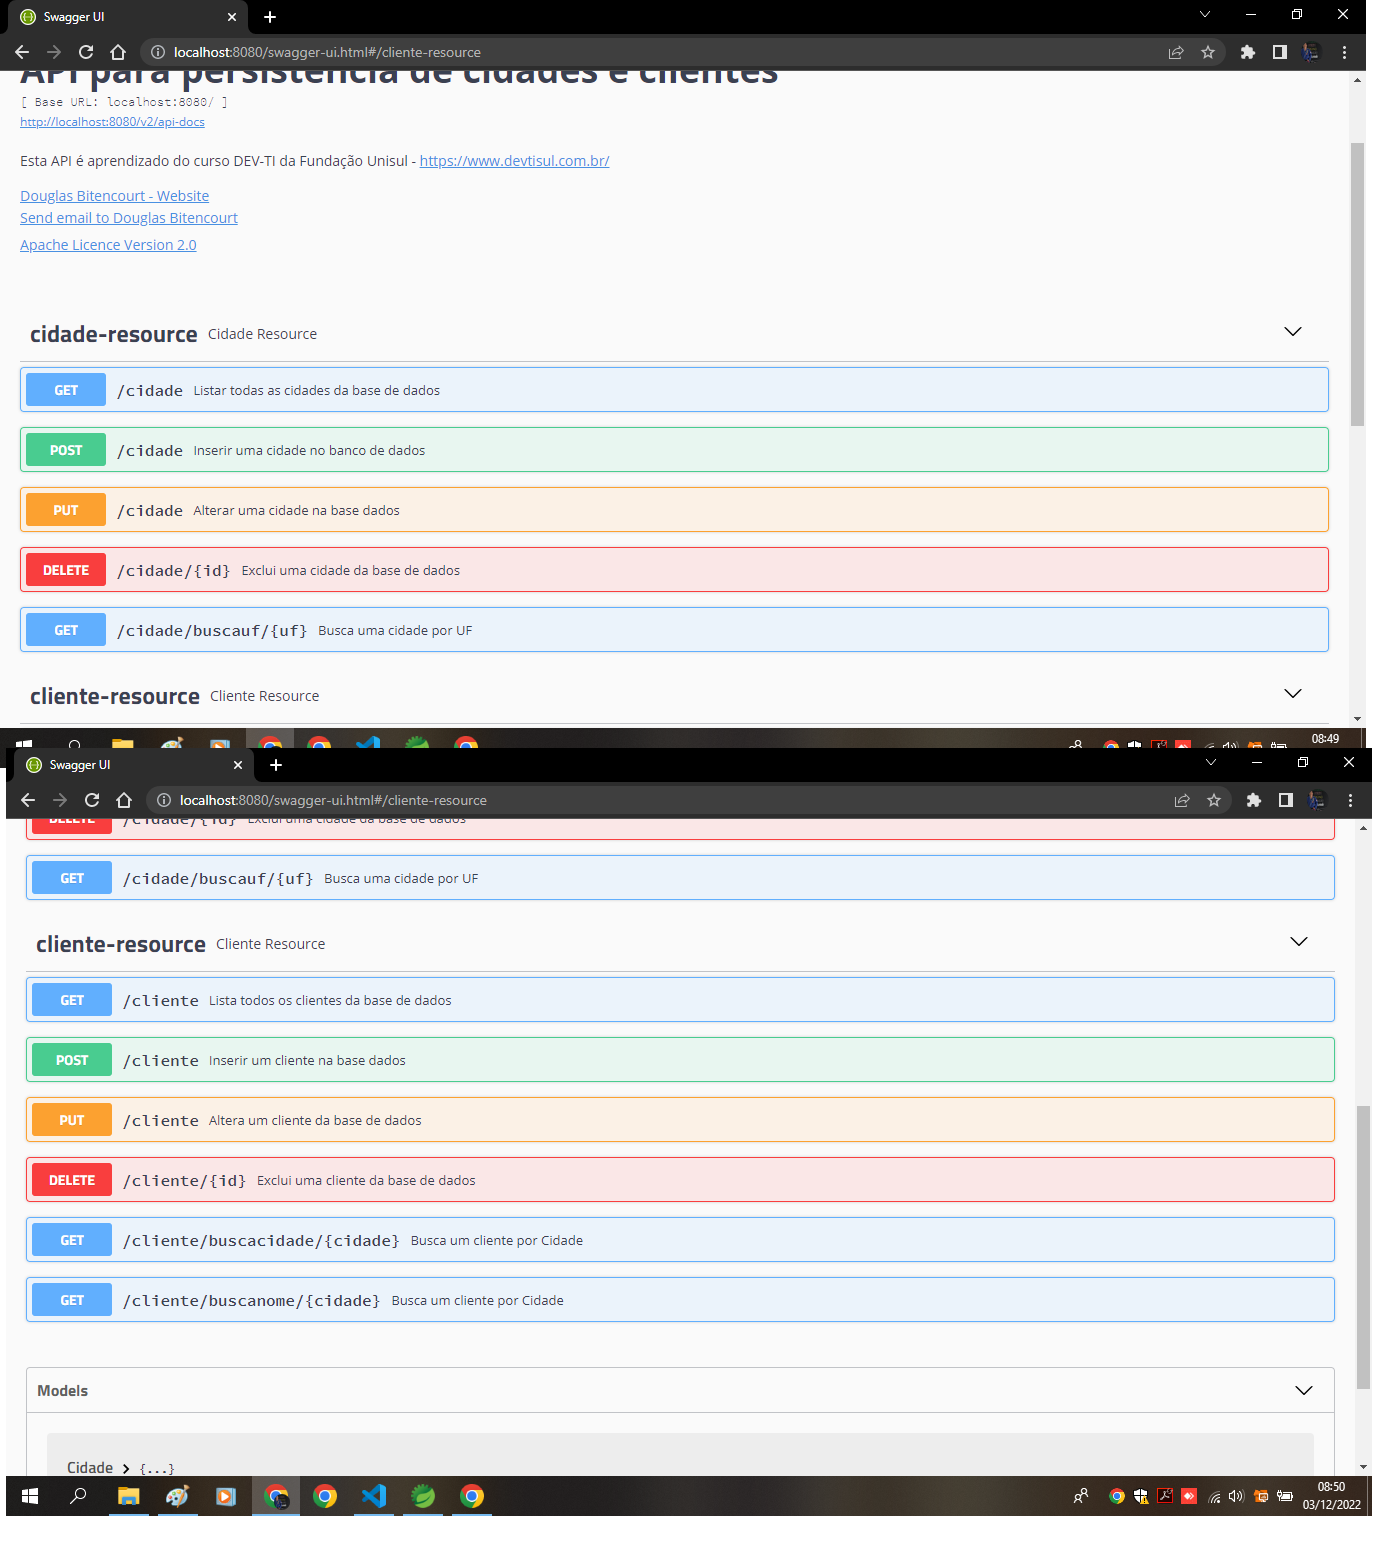 Swagger UI
localhost:8080/swagger-ui.html#/cliente-resource
API para persistência de cidades e clientes
[ Base URL: localhost:8080/ ]
http://localhost:8080/v2/api-docs
Esta API é aprendizado do curso DEV-TI da Fundação Unisul - https://www.devtisul.com.br/
Douglas Bitencourt - Website
Send email to Douglas Bitencourt
Apache Licence Version 2.0
cidade-resource Cidade Resource
GET /cidade Listar todas as cidades da base de dados
POST /cidade Inserir uma cidade no banco de dados
PUT /cidade Alterar uma cidade na base dados
DELETE /cidade/{id} Exclui uma cidade da base de dados
GET /cidade/buscauf/{uf} Busca uma cidade por UF
cliente-resource Cliente Resource
08:49
Swagger UI
localhost:8080/swagger-ui.html#/cliente-resource
DELETE /cidade/{id} Exclui uma cidade da base de dados
GET /cidade/buscauf/{uf} Busca uma cidade por UF
cliente-resource Cliente Resource
GET /cliente Lista todos os clientes da base de dados
POST /cliente Inserir um cliente na base dados
PUT /cliente Altera um cliente da base de dados
DELETE /cliente/{id} Exclui uma cliente da base de dados
GET /cliente/buscacidade/{cidade} Busca um cliente por Cidade
GET /cliente/buscanome/{cidade} Busca um cliente por Cidade
Models
Cidade {...}
08:50
03/12/2022